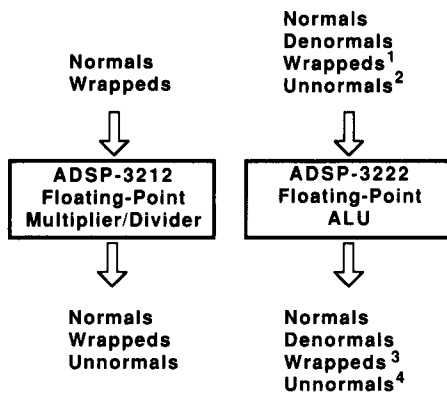 Normals
Wrappeds
ADSP-3212
Floating-Point
Multiplier/Divider
Normals
Wrappeds
Unnormals
Normals
Denormals
Wrappeds¹
Unnormals²
ADSP-3222
Floating-Point
ALU
Normals
Denormals
Wrappeds³
Unnormals⁴